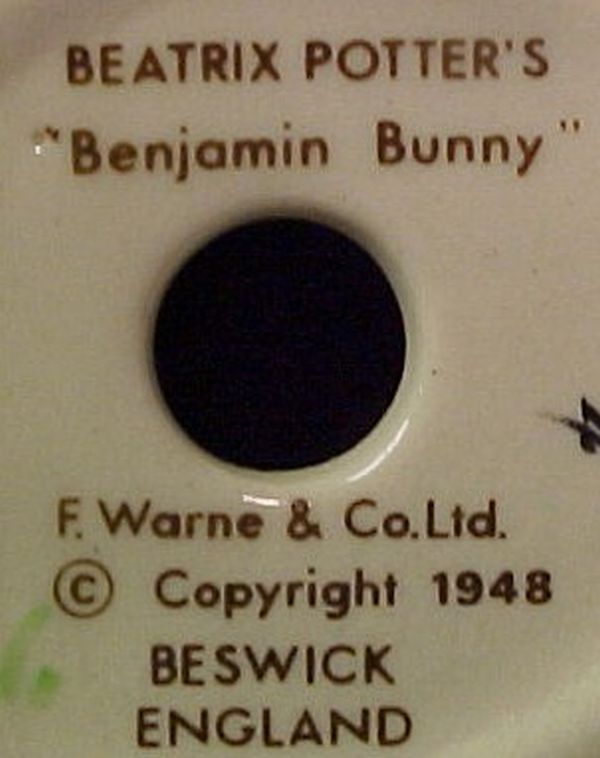 BEATRIX POTTER'S
"Benjamin Bunny"
F. Warne & Co.Ltd.
© Copyright 1948
BESWICK
ENGLAND